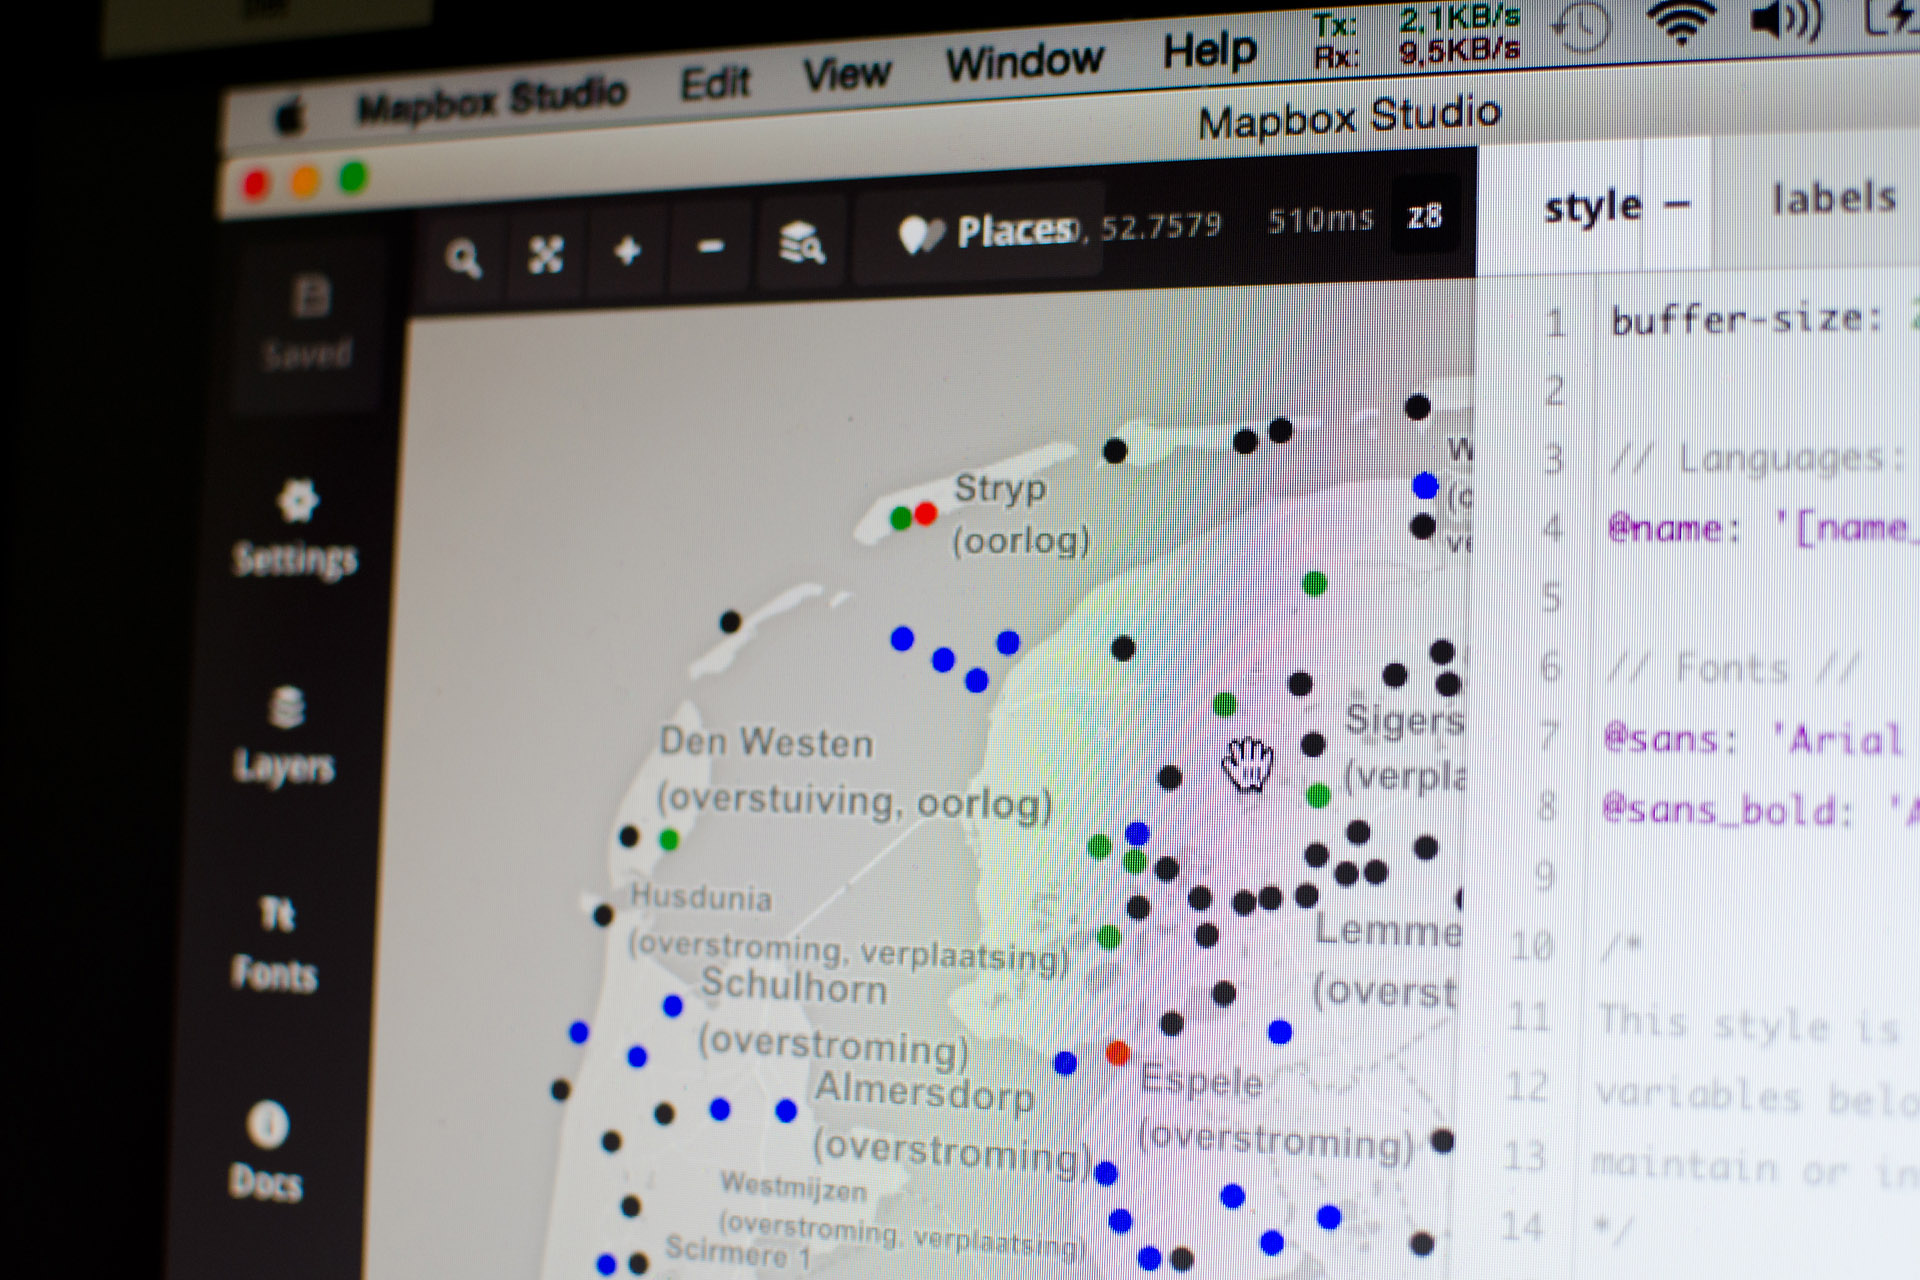 Mapbox Studio Edit View Window Help Tx: 2,1KB/s
Rx: 9,5KB/s
Mapbox Studio
Places , 52.7579 510ms z8
style − labels
Saved
Settings
Layers
Fonts
Docs
Stryp
(oorlog)
Den Westen
(overstuiving, oorlog)
Husdunia
(overstroming, verplaatsing)
Schulhorn
(overstroming)
Almersdorp
(overstroming)
Westmijzen
(overstroming, verplaatsing)
Scirmere 1
W
(c
ve
Sigers
(verpla
Lemme
(overst
Espele
(overstroming)
1 buffer-size: 2
2
3 // Languages:
4 @name: '[name_
5
6 // Fonts //
7 @sans: 'Arial
8 @sans_bold: 'A
9
10 /*
11 This style is
12 variables belo
13 maintain or in
14 */